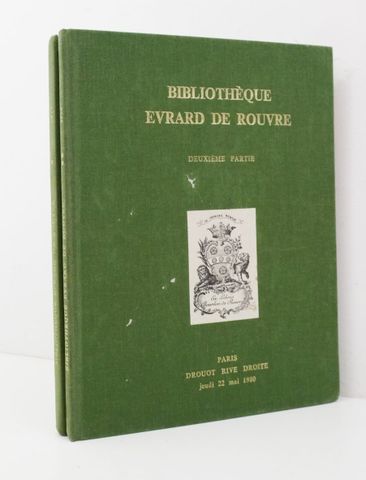 BIBLIOTHÈQUE
EVRARD DE ROUVRE
DEUXIÈME PARTIE
PARIS
DROUOT RIVE DROITE
jeudi 22 mai 1980